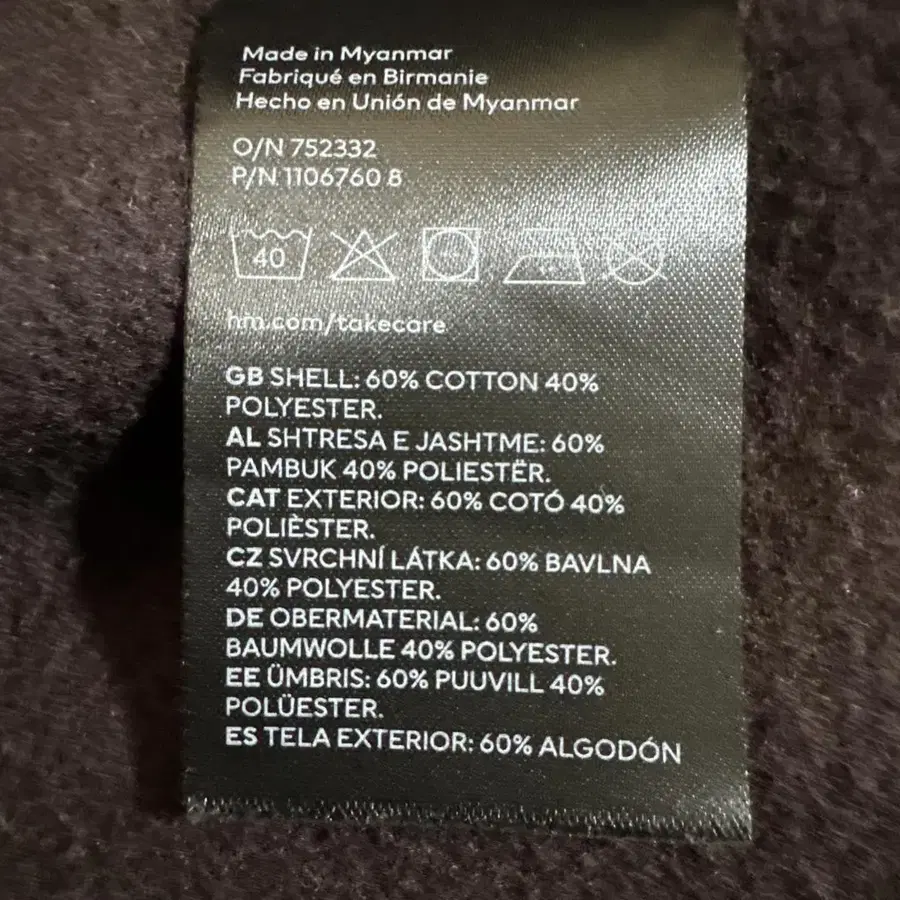 Made in Myanmar
Fabriqué en Birmanie
Hecho en Unión de Myanmar
O/N 752332
P/N 1106760 8
40
hm.com/takecare
GB SHELL: 60% COTTON 40%
POLYESTER.
AL SHTRESA E JASHTME: 60%
PAMBUK 40% POLIESTËR.
CAT EXTERIOR: 60% COTÓ 40%
POLIÈSTER.
CZ SVRCHNÍ LÁTKA: 60% BAVLNA
40% POLYESTER.
DE OBERMATERIAL: 60%
BAUMWOLLE 40% POLYESTER.
EE ÜMBRIS: 60% PUUVILL 40%
POLÜESTER.
ES TELA EXTERIOR: 60% ALGODÓN